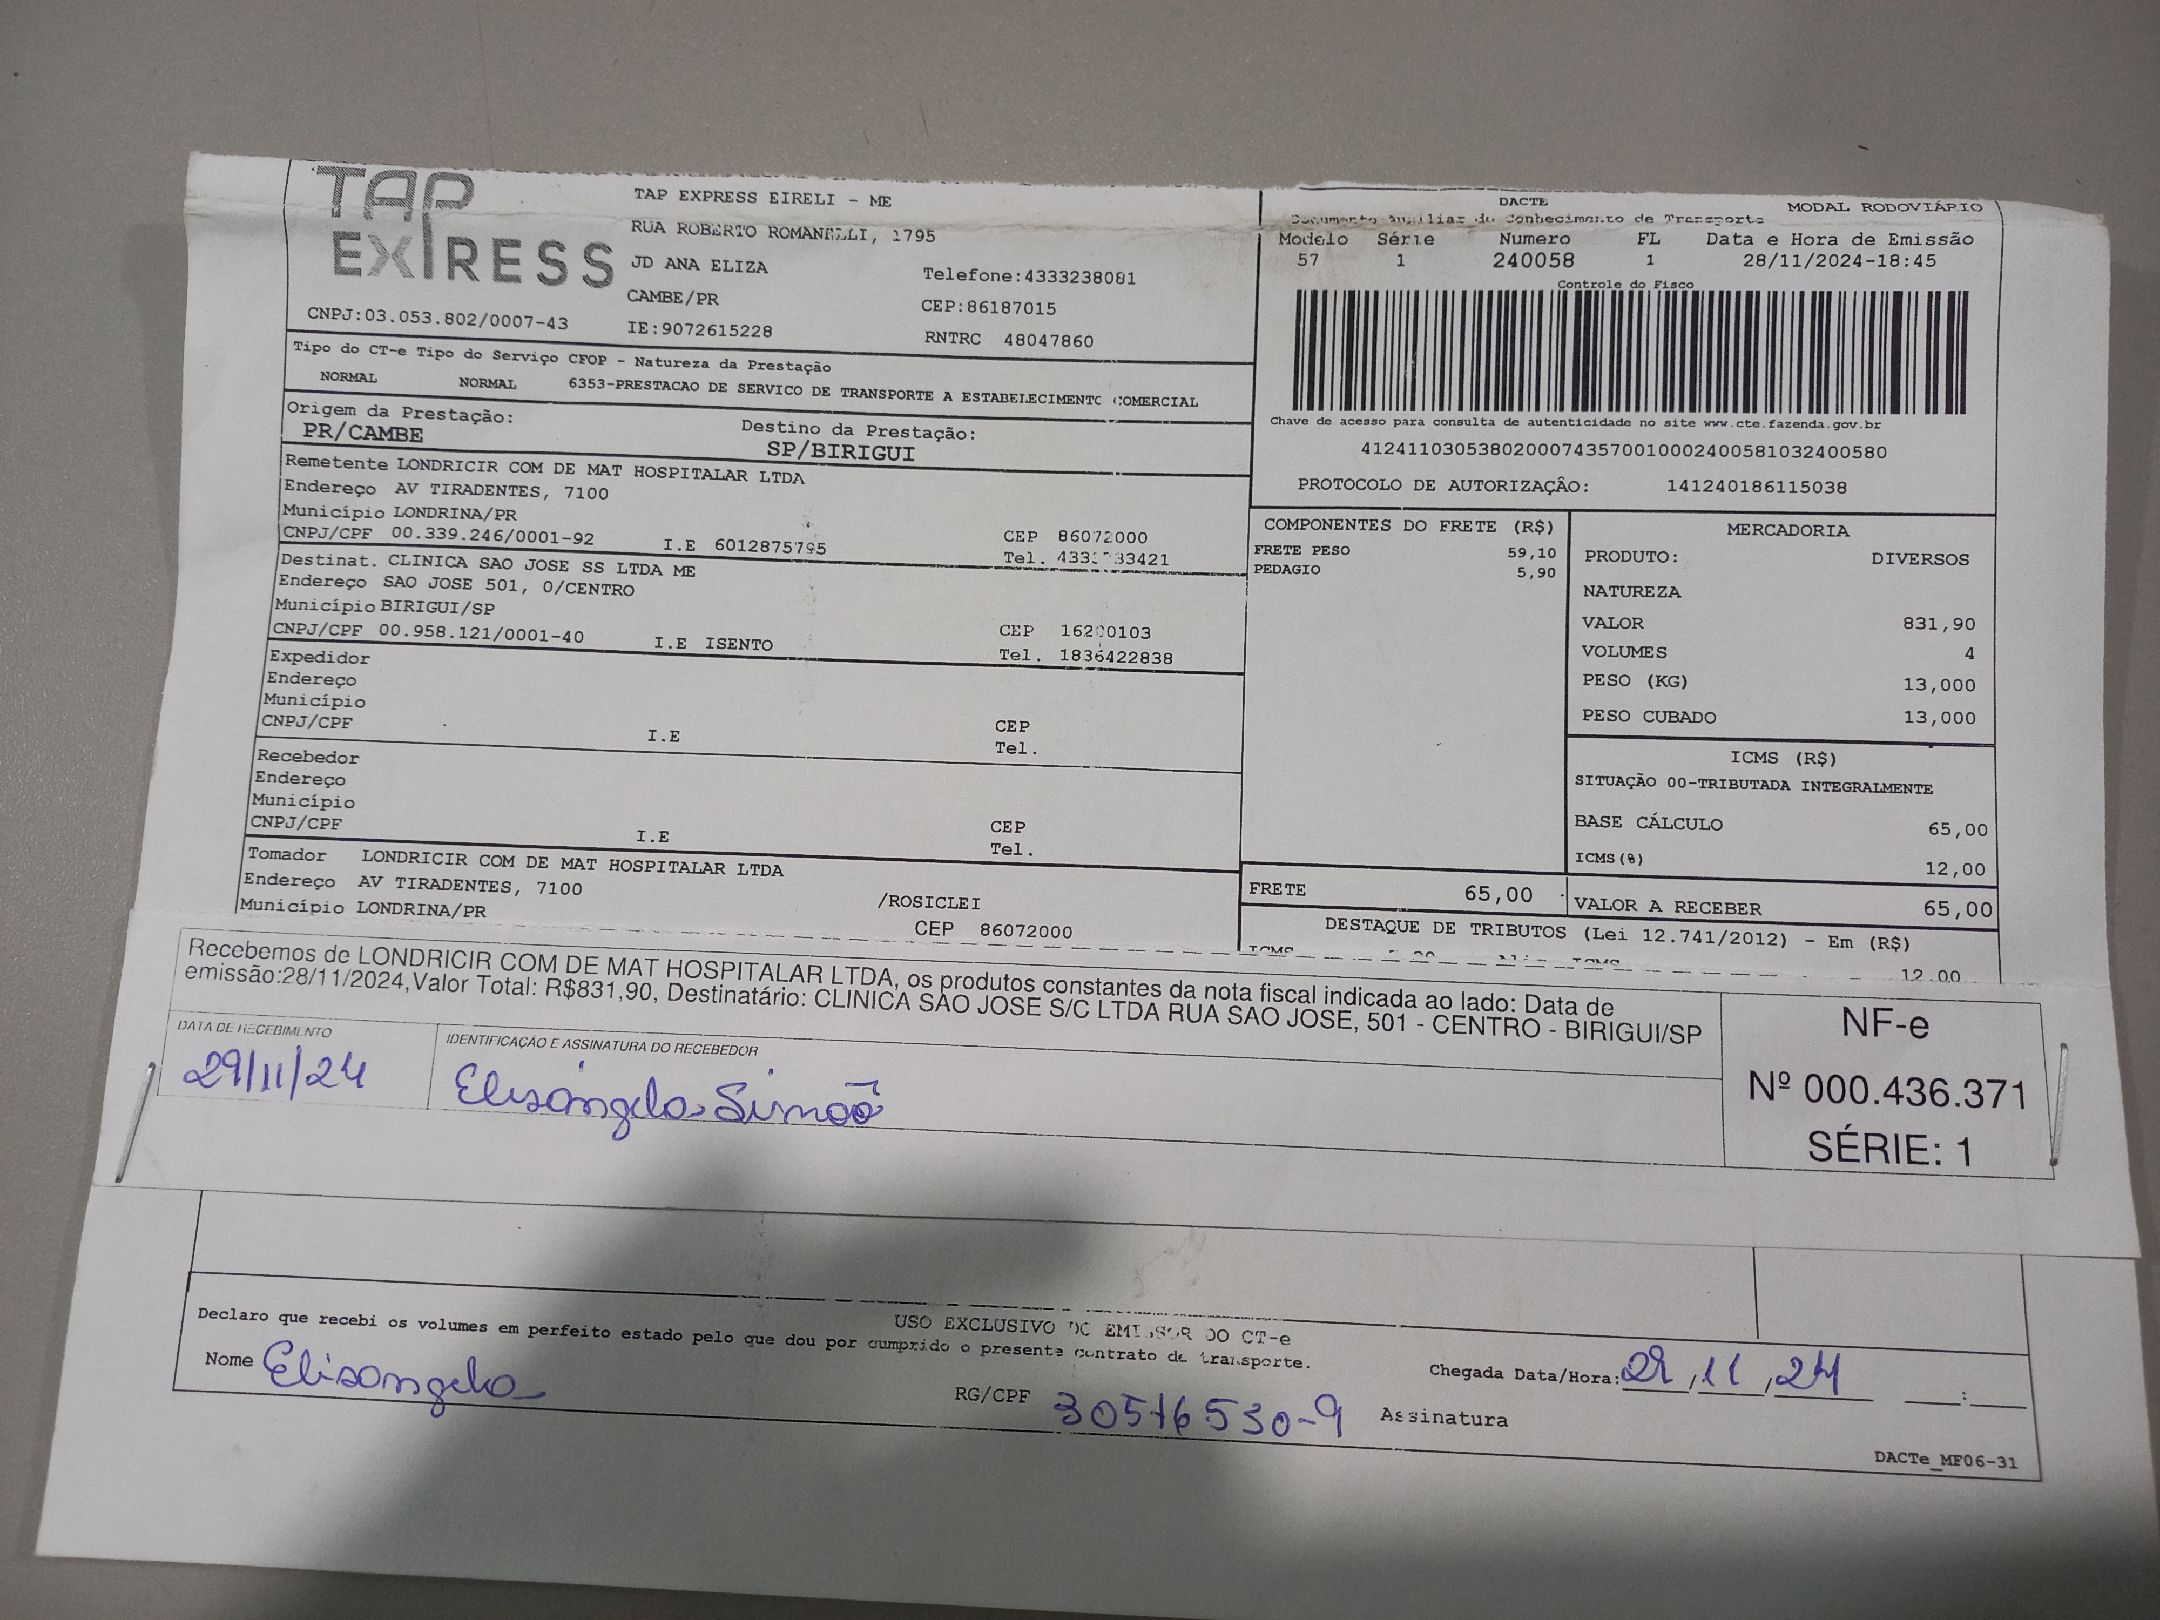 TAP EXPRESS
TAP EXPRESS EIRELI - ME
RUA ROBERTO ROMANELLI, 1795
JD ANA ELIZA
Telefone:4333238081
CAMBE/PR
CEP:86187015
CNPJ:03.053.802/0007-43
IE:9072615228
RNTRC 48047860
DACTE
MODAL RODOVIÁRIO
Documento Auxiliar do Conhecimento de Transporte
Modelo Série Numero FL Data e Hora de Emissão
57 1 240058 1 28/11/2024-18:45
Controle do Fisco
Chave de acesso para consulta de autenticidade no site www.cte.fazenda.gov.br
41241103053802000743570010002400581032400580
PROTOCOLO DE AUTORIZAÇÂO: 141240186115038
Tipo do CT-e Tipo do Serviço CFOP - Natureza da Prestação
NORMAL NORMAL 6353-PRESTACAO DE SERVICO DE TRANSPORTE A ESTABELECIMENTO COMERCIAL
Origem da Prestação: Destino da Prestação:
PR/CAMBE SP/BIRIGUI
Remetente LONDRICIR COM DE MAT HOSPITALAR LTDA
Endereço AV TIRADENTES, 7100
Município LONDRINA/PR CEP 86072000
CNPJ/CPF 00.339.246/0001-92 I.E 6012875795 Tel.
Destinat. CLINICA SAO JOSE SS LTDA ME
Endereço SAO JOSE 501, 0/CENTRO
Município BIRIGUI/SP CEP 16200103
CNPJ/CPF 00.958.121/0001-40 I.E ISENTO Tel. 1836422838
Expedidor
Endereço
Município CEP
CNPJ/CPF I.E Tel.
Recebedor
Endereço
Município CEP
CNPJ/CPF I.E Tel.
Tomador LONDRICIR COM DE MAT HOSPITALAR LTDA
Endereço AV TIRADENTES, 7100 /ROSICLEI
Município LONDRINA/PR CEP 86072000
COMPONENTES DO FRETE (R$)
FRETE PESO 59,10
PEDAGIO 5,90
FRETE 65,00
MERCADORIA
PRODUTO: DIVERSOS
NATUREZA
VALOR 831,90
VOLUMES 4
PESO (KG) 13,000
PESO CUBADO 13,000
ICMS (R$)
SITUAÇÃO 00-TRIBUTADA INTEGRALMENTE
BASE CÁLCULO 65,00
ICMS(%) 12,00
VALOR A RECEBER 65,00
DESTAQUE DE TRIBUTOS (Lei 12.741/2012) - Em (R$)
12.00
Recebemos de LONDRICIR COM DE MAT HOSPITALAR LTDA, os produtos constantes da nota fiscal indicada ao lado: Data de
emissão:28/11/2024,Valor Total: R$831,90, Destinatário: CLINICA SAO JOSE S/C LTDA RUA SAO JOSE, 501 - CENTRO - BIRIGUI/SP
DATA DE RECEBIMENTO
29/11/24
IDENTIFICAÇÃO E ASSINATURA DO RECEBEDOR
Elisângela Simão
NF-e
Nº 000.436.371
SÉRIE: 1
USO EXCLUSIVO DO EMISSOR DO CT-e
Declaro que recebi os volumes em perfeito estado pelo que dou por cumprido o presente contrato de transporte.
Nome Elisangela
RG/CPF 30516530-9
Chegada Data/Hora: 29/11/24 :
Assinatura
DACTe_MF06-31